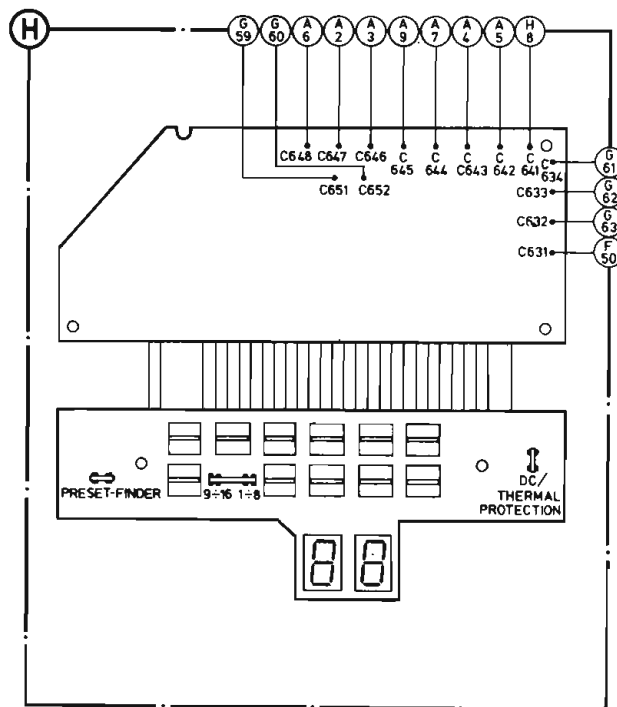 H
G 59 G 60 A 6 A 2 A 3 A 9 A 7 A 4 A 5 H 8
C648 C647 C646 C 645 C 644 C643 C 642 C 641 C 634
G 61
C651 C652
C633 G 62
C632 G 63
C631 F 50
PRESET-FINDER
9÷16 1÷8
DC/
THERMAL
PROTECTION
88